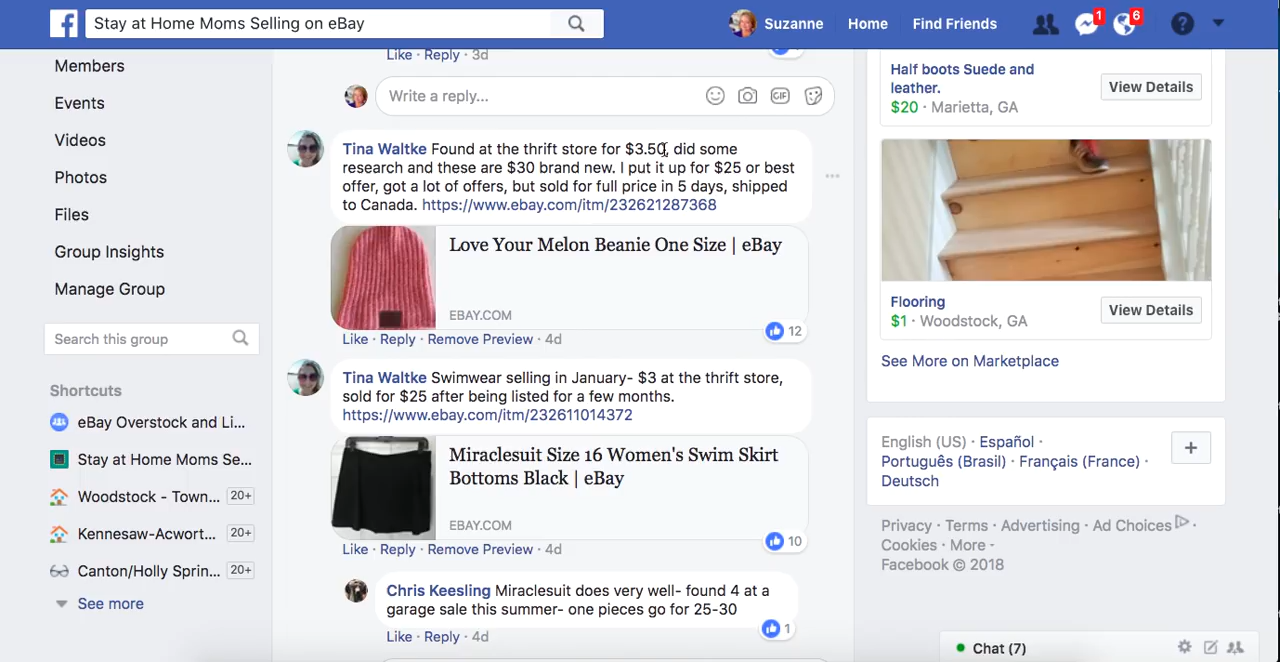 Stay at Home Moms Selling on eBay
Suzanne
Home
Find Friends
1
6
?
Members
Events
Videos
Photos
Files
Group Insights
Manage Group
Search this group
Shortcuts
eBay Overstock and Li...
Stay at Home Moms Se...
Woodstock - Town... 20+
Kennesaw-Acwort... 20+
Canton/Holly Sprin... 20+
See more
Like · Reply · 3d
Write a reply...
GIF
Tina Waltke Found at the thrift store for $3.50, did some
research and these are $30 brand new. I put it up for $25 or best
offer, got a lot of offers, but sold for full price in 5 days, shipped
to Canada. https://www.ebay.com/itm/232621287368
Love Your Melon Beanie One Size | eBay
EBAY.COM
12
Like · Reply · Remove Preview · 4d
Tina Waltke Swimwear selling in January- $3 at the thrift store,
sold for $25 after being listed for a few months.
https://www.ebay.com/itm/232611014372
Miraclesuit Size 16 Women's Swim Skirt
Bottoms Black | eBay
EBAY.COM
10
Like · Reply · Remove Preview · 4d
Chris Keesling Miraclesuit does very well- found 4 at a
garage sale this summer- one pieces go for 25-30
1
Like · Reply · 4d
Half boots Suede and
leather.
$20 · Marietta, GA
View Details
Flooring
$1 · Woodstock, GA
View Details
See More on Marketplace
English (US) · Español ·
Português (Brasil) · Français (France) ·
Deutsch
+
Privacy · Terms · Advertising · Ad Choices ·
Cookies · More
Facebook © 2018
Chat (7)